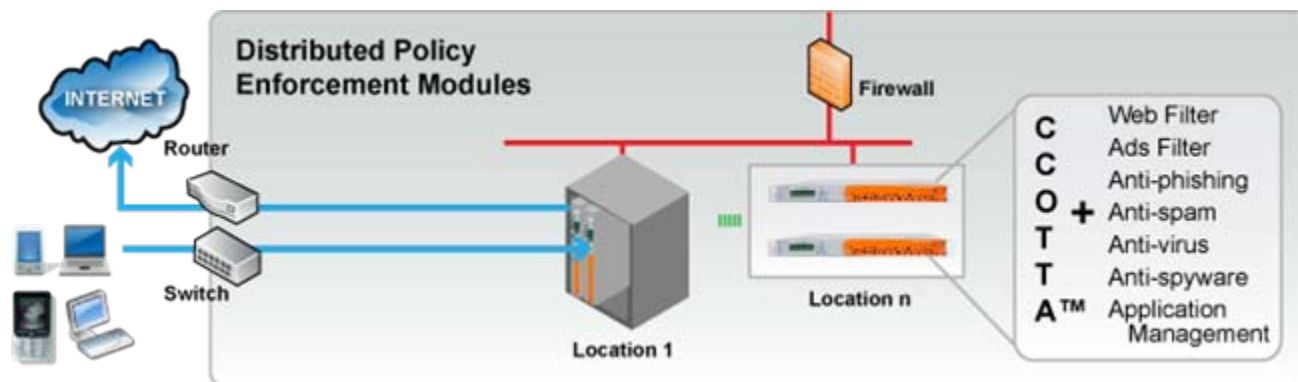 Distributed Policy
Enforcement Modules
INTERNET
Router
Switch
Location 1
Firewall
Location n
C
C
O
T
T
A™
+
Web Filter
Ads Filter
Anti-phishing
Anti-spam
Anti-virus
Anti-spyware
Application
Management